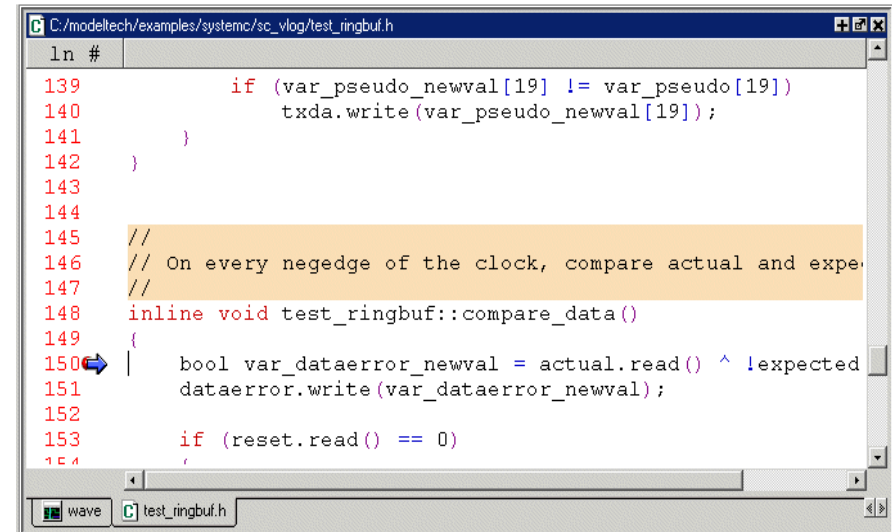 C:/modeltech/examples/systemc/sc_vlog/test_ringbuf.h
ln #
139 if (var_pseudo_newval[19] != var_pseudo[19])
140 txda.write(var_pseudo_newval[19]);
141 }
142 }
143
144
145 //
146 // On every negedge of the clock, compare actual and expe
147 //
148 inline void test_ringbuf::compare_data()
149 {
150 bool var_dataerror_newval = actual.read() ^ !expected
151 dataerror.write(var_dataerror_newval);
152
153 if (reset.read() == 0)
154 {
wave test_ringbuf.h